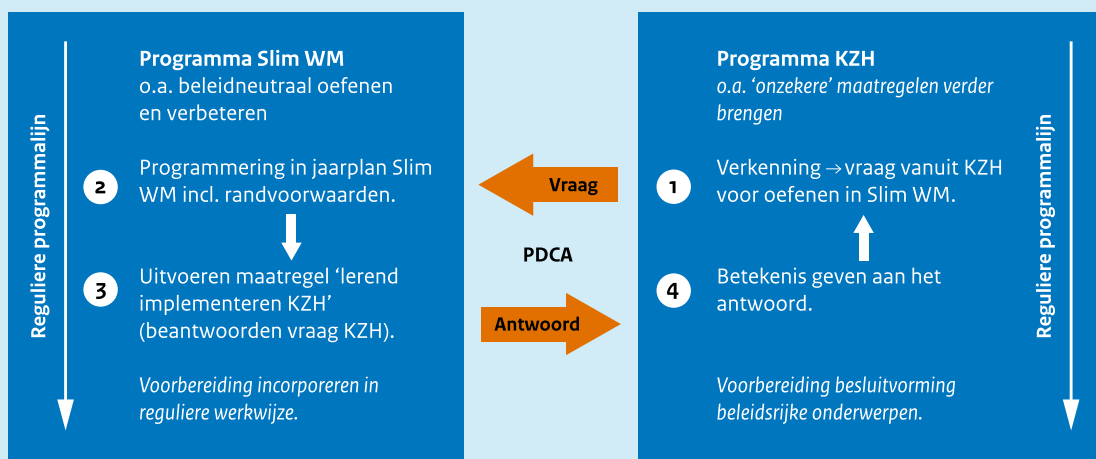 Reguliere programmalijn
Programma Slim WM
o.a. beleidneutraal oefenen
en verbeteren
2
Programmering in jaarplan Slim
WM incl. randvoorwaarden.
3
Uitvoeren maatregel ‘lerend
implementeren KZH’
(beantwoorden vraag KZH).
Voorbereiding incorporeren in
reguliere werkwijze.
Vraag
PDCA
Antwoord
Programma KZH
o.a. ‘onzekere’ maatregelen verder
brengen
1
Verkenning → vraag vanuit KZH
voor oefenen in Slim WM.
4
Betekenis geven aan het
antwoord.
Voorbereiding besluitvorming
beleidsrijke onderwerpen.
Reguliere programmalijn